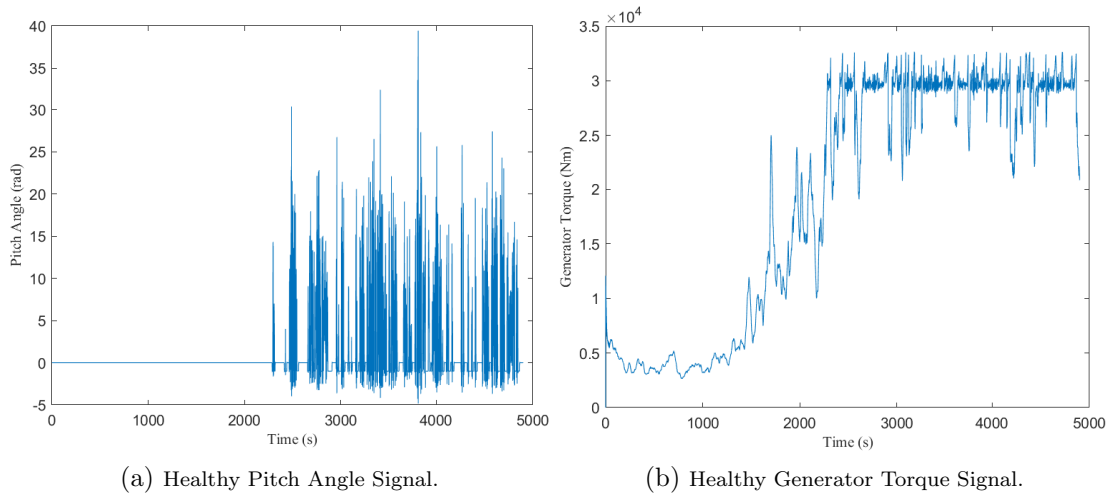 40
35
30
25
20
15
10
5
0
-5
Pitch Angle (rad)
0 1000 2000 3000 4000 5000
Time (s)
(a) Healthy Pitch Angle Signal.
×10⁴
3.5
3
2.5
2
1.5
1
0.5
0
Generator Torque (Nm)
0 1000 2000 3000 4000 5000
Time (s)
(b) Healthy Generator Torque Signal.